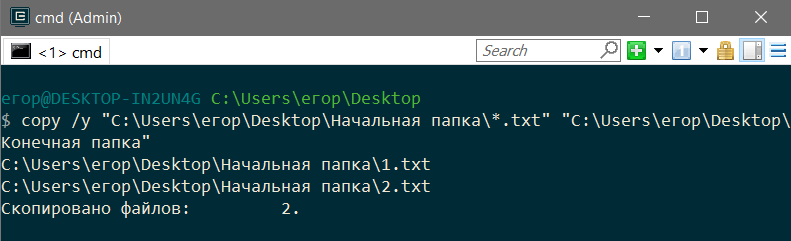 cmd (Admin)
<1> cmd
Search
егор@DESKTOP-IN2UN4G C:\Users\егор\Desktop
$ copy /y "C:\Users\егор\Desktop\Начальная папка\*.txt" "C:\Users\егор\Desktop\
Конечная папка"
C:\Users\егор\Desktop\Начальная папка\1.txt
C:\Users\егор\Desktop\Начальная папка\2.txt
Скопировано файлов:         2.